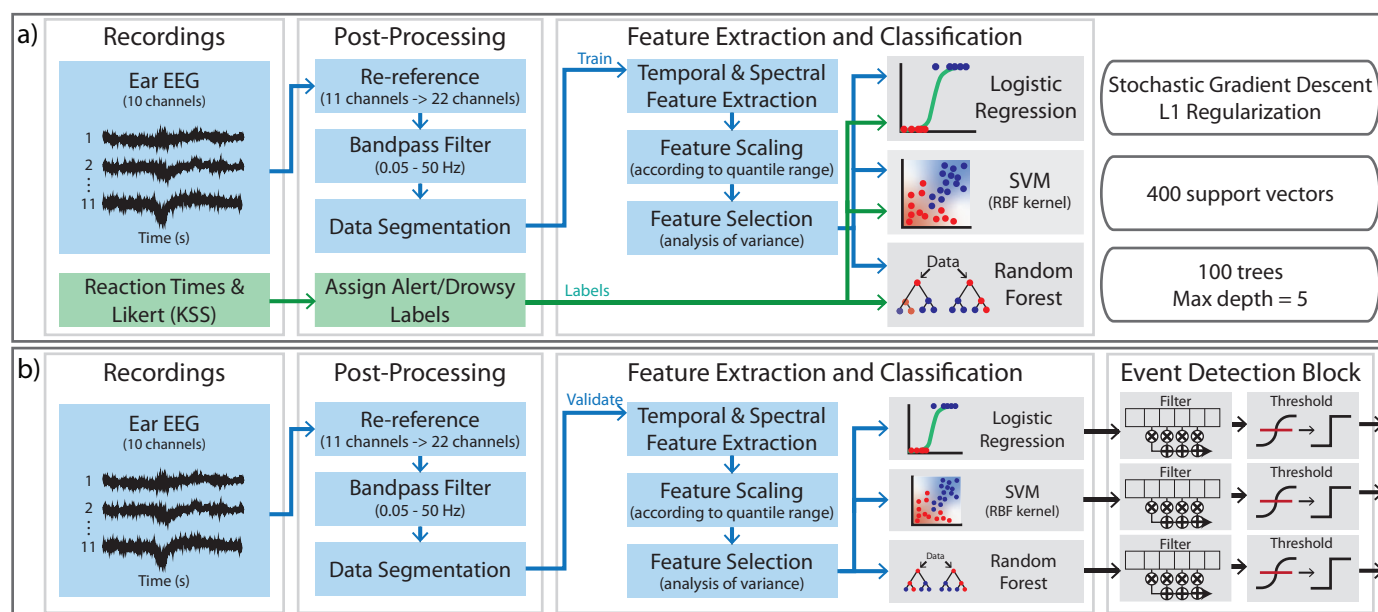 a)
Recordings
Ear EEG
(10 channels)
1
2
⋮
11
Time (s)
Reaction Times &
Likert (KSS)
Post-Processing
Re-reference
(11 channels -> 22 channels)
Bandpass Filter
(0.05 - 50 Hz)
Data Segmentation
Assign Alert/Drowsy
Labels
Feature Extraction and Classification
Train
Labels
Temporal & Spectral
Feature Extraction
Feature Scaling
(according to quantile range)
Feature Selection
(analysis of variance)
Logistic
Regression
SVM
(RBF kernel)
Data
Random
Forest
Stochastic Gradient Descent
L1 Regularization
400 support vectors
100 trees
Max depth = 5
b)
Recordings
Ear EEG
(10 channels)
1
2
⋮
11
Time (s)
Post-Processing
Re-reference
(11 channels -> 22 channels)
Bandpass Filter
(0.05 - 50 Hz)
Data Segmentation
Feature Extraction and Classification
Validate
Temporal & Spectral
Feature Extraction
Feature Scaling
(according to quantile range)
Feature Selection
(analysis of variance)
Logistic
Regression
SVM
(RBF kernel)
Data
Random
Forest
Event Detection Block
Filter
Threshold
Filter
Threshold
Filter
Threshold